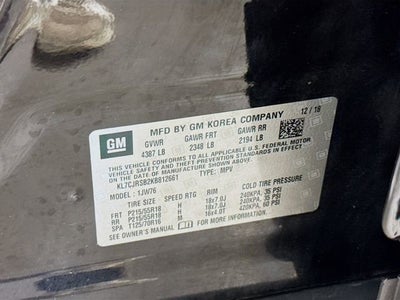 12/18
MFD BY GM KOREA COMPANY
GM
GVWR GAWR FRT GAWR RR
4387 LB 2348 LB 2194 LB
THIS VEHICLE CONFORMS TO ALL APPLICABLE U.S. FEDERAL MOTOR
VEHICLE SAFETY, BUMPER, AND THEFT PREVENTION STANDARDS IN
EFFECT ON THE DATE OF MANUFACTURE SHOWN ABOVE.
KL7CJRSB2KB812661 TYPE: MPV
MODEL: 1JW76
TIRE SIZE SPEED RTG RIM COLD TIRE PRESSURE
FRT P215/55R18 H 18x7.0J 240KPA, 35 PSI
RR P215/55R18 H 18x7.0J 240KPA, 35 PSI
SPA T125/70R16 M 16x4.0T 420KPA, 60 PSI
SEE OWNER'S MANUAL